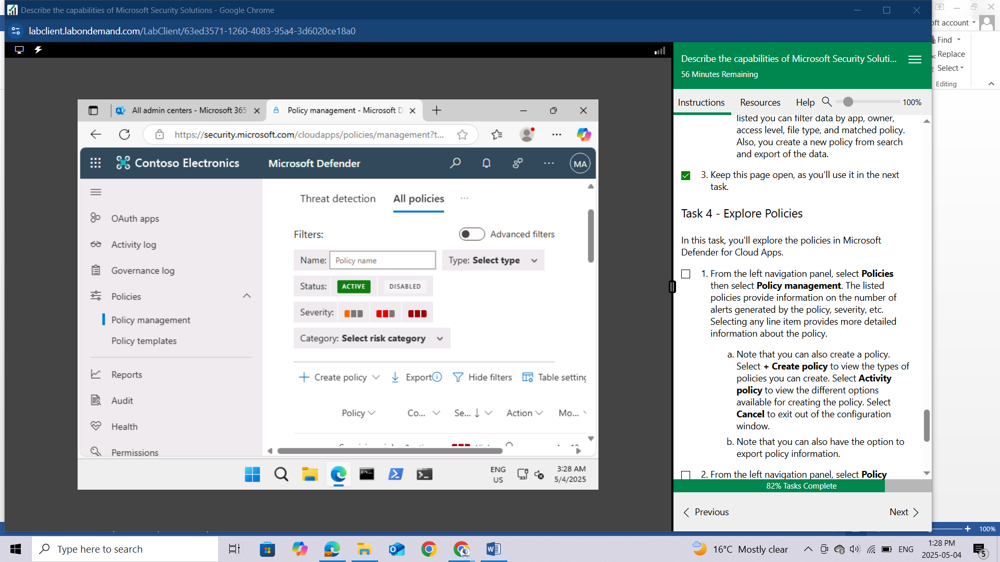 Describe the capabilities of Microsoft Security Solutions - Google Chrome
labclient.labondemand.com/LabClient/63ed3571-1260-4083-95a4-3d6020ce18a0
oft account
Find
Replace
Select
Editing
All admin centers - Microsoft 365
Policy management - Microsoft D
https://security.microsoft.com/cloudapps/policies/management?t...
Contoso Electronics
Microsoft Defender
MA
OAuth apps
Activity log
Governance log
Policies
Policy management
Policy templates
Reports
Audit
Health
Permissions
Threat detection
All policies
Filters:
Advanced filters
Name: Policy name
Type: Select type
Status: ACTIVE DISABLED
Severity:
Category: Select risk category
Create policy
Export
Hide filters
Table setting
Policy
Co...
Se...
Action
Mo...
ENG
US
3:28 AM
5/4/2025
Describe the capabilities of Microsoft Security Soluti...
56 Minutes Remaining
Instructions
Resources
Help
100%
listed you can filter data by app, owner,
access level, file type, and matched policy.
Also, you create a new policy from search
and export of the data.
3. Keep this page open, as you'll use it in the next
task.
Task 4 - Explore Policies
In this task, you'll explore the policies in Microsoft
Defender for Cloud Apps.
1. From the left navigation panel, select Policies
then select Policy management. The listed
policies provide information on the number of
alerts generated by the policy, severity, etc.
Selecting any line item provides more detailed
information about the policy.
a. Note that you can also create a policy.
Select + Create policy to view the types of
policies you can create. Select Activity
policy to view the different options
available for creating the policy. Select
Cancel to exit out of the configuration
window.
b. Note that you can also have the option to
export policy information.
2. From the left navigation panel, select Policy
82% Tasks Complete
Previous
Next
100%
Type here to search
16°C Mostly clear
ENG
1:28 PM
2025-05-04
5